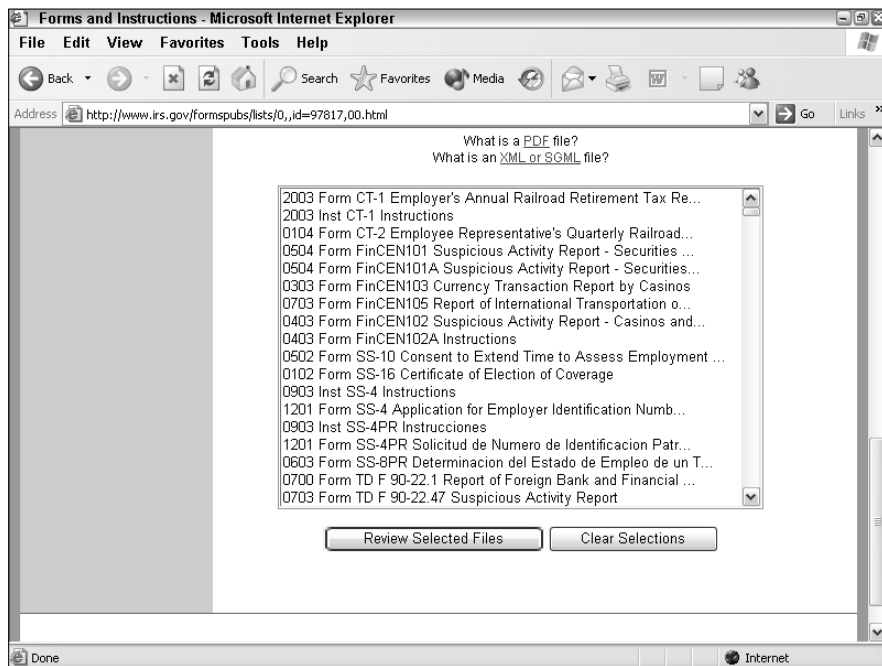 Forms and Instructions - Microsoft Internet Explorer
File Edit View Favorites Tools Help
Back Search Favorites Media W
Address http://www.irs.gov/formspubs/lists/0,,id=97817,00.html Go Links »
What is a PDF file?
What is an XML or SGML file?
2003 Form CT-1 Employer's Annual Railroad Retirement Tax Re...
2003 Inst CT-1 Instructions
0104 Form CT-2 Employee Representative's Quarterly Railroad...
0504 Form FinCEN101 Suspicious Activity Report - Securities ...
0504 Form FinCEN101A Suspicious Activity Report - Securities...
0303 Form FinCEN103 Currency Transaction Report by Casinos
0703 Form FinCEN105 Report of International Transportation o...
0403 Form FinCEN102 Suspicious Activity Report - Casinos and...
0403 Form FinCEN102A Instructions
0502 Form SS-10 Consent to Extend Time to Assess Employment ...
0102 Form SS-16 Certificate of Election of Coverage
0903 Inst SS-4 Instructions
1201 Form SS-4 Application for Employer Identification Numb...
0903 Inst SS-4PR Instrucciones
1201 Form SS-4PR Solicitud de Numero de Identificacion Patr...
0603 Form SS-8PR Determinacion del Estado de Empleo de un T...
0700 Form TD F 90-22.1 Report of Foreign Bank and Financial ...
0703 Form TD F 90-22.47 Suspicious Activity Report
Review Selected Files Clear Selections
Done Internet